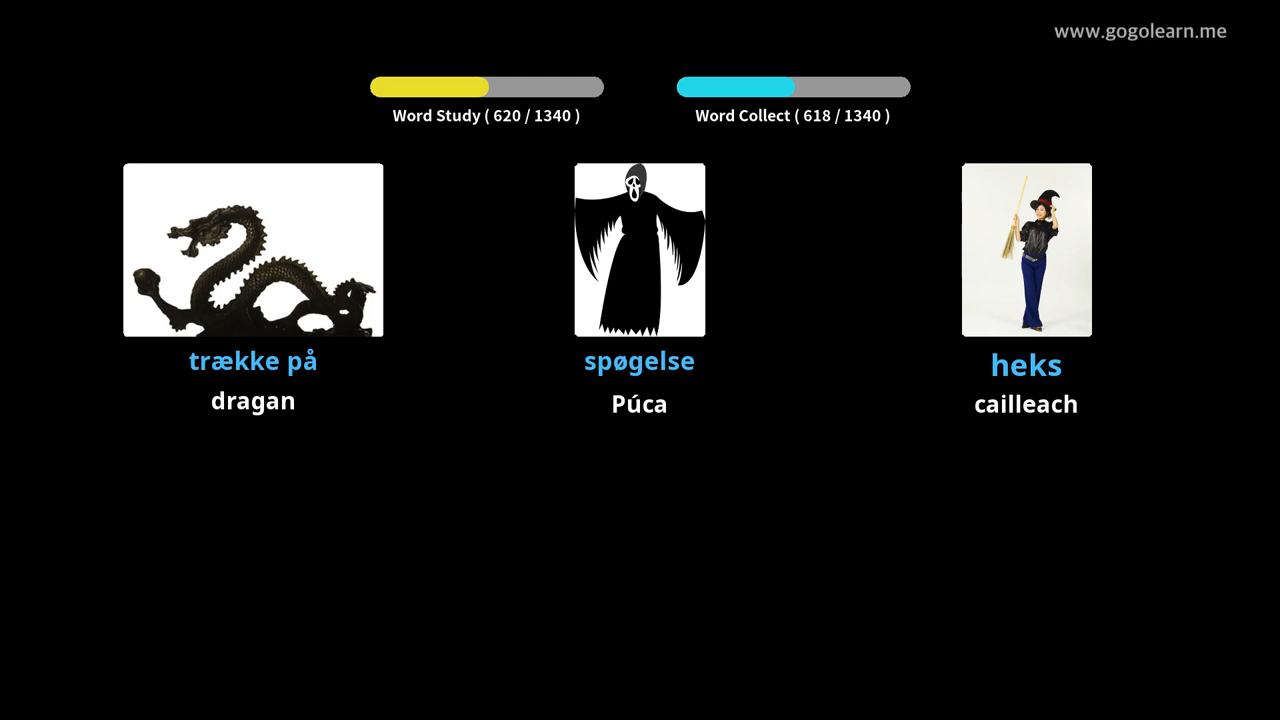 www.gogolearn.me
Word Study ( 620 / 1340 )
Word Collect ( 618 / 1340 )
trække på
dragan
spøgelse
Púca
heks
cailleach